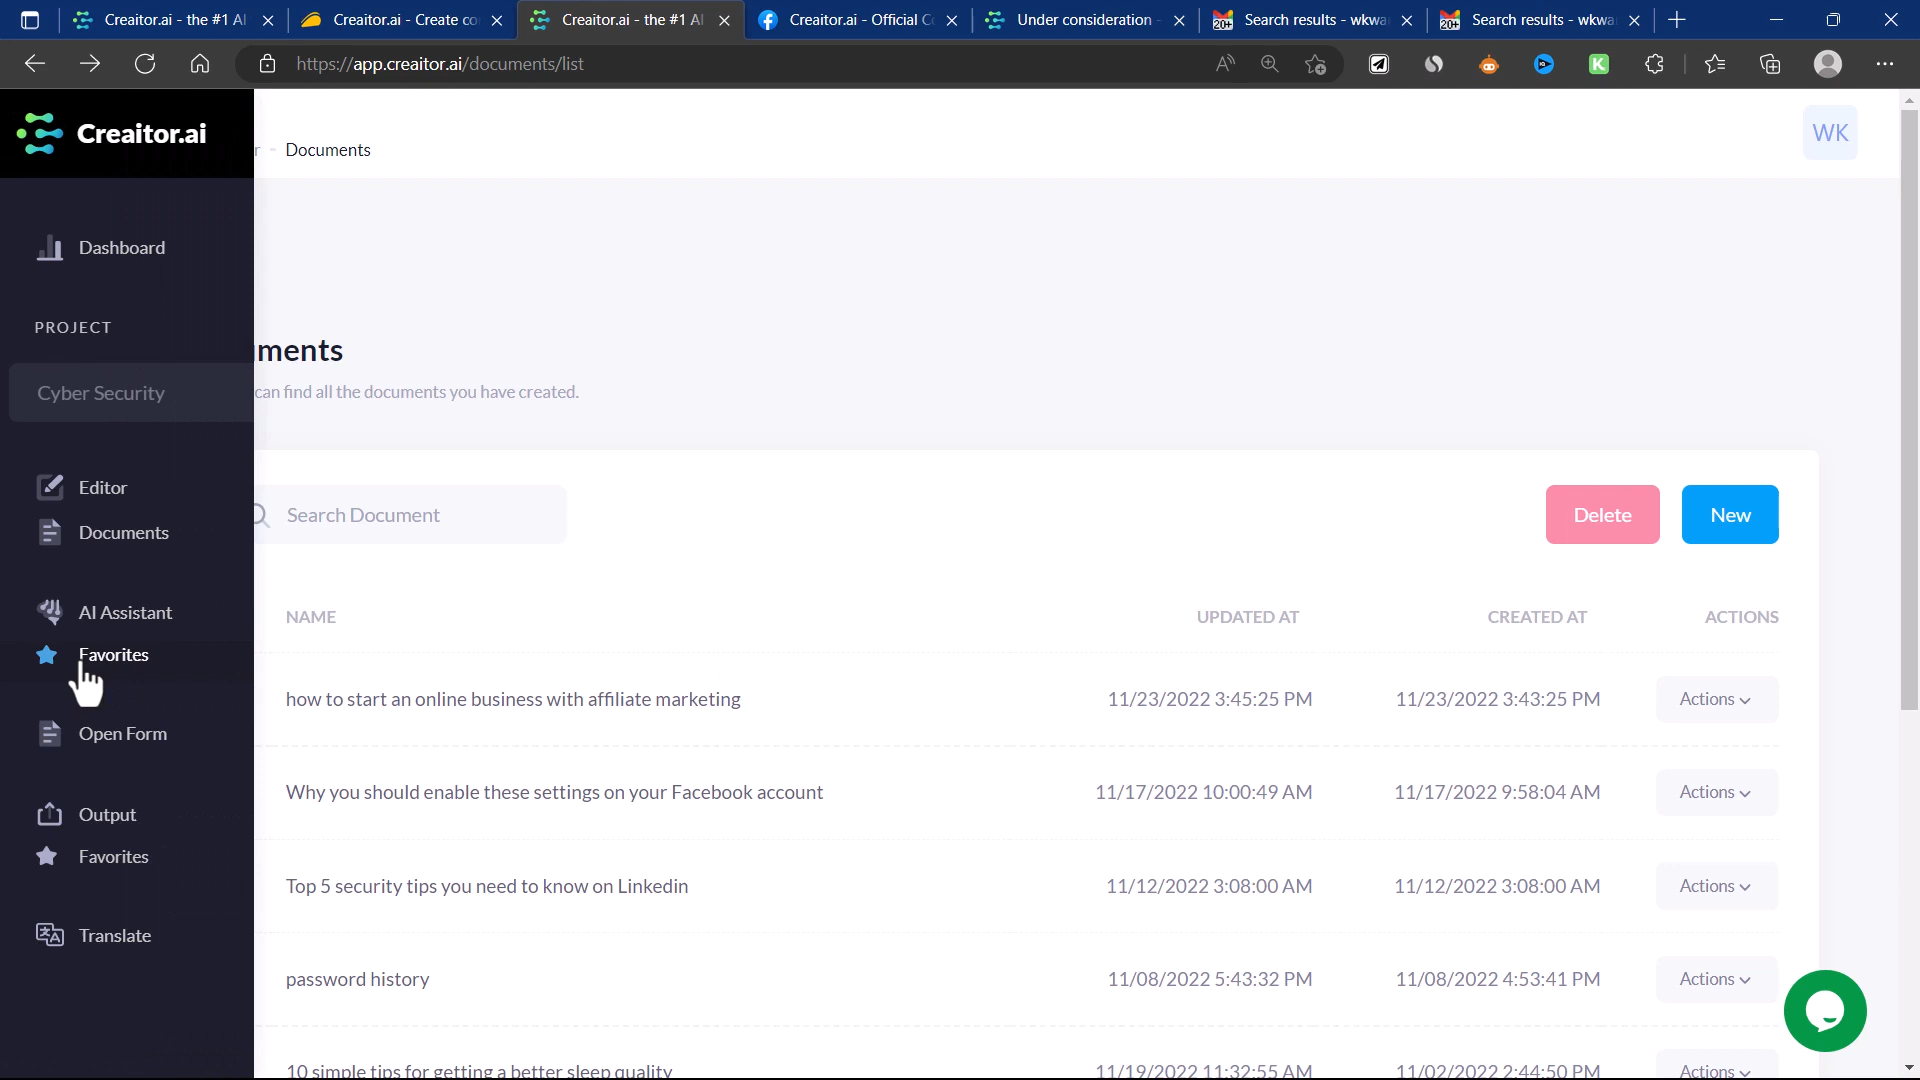 Creaitor.ai - the #1 AI
Creaitor.ai - Create co
Creaitor.ai - the #1 AI
Creaitor.ai - Official C
Under consideration -
20+
Search results - wkwa
20+
Search results - wkwa
https://app.creaitor.ai/documents/list
Creaitor.ai
r - Documents
WK
Dashboard
PROJECT
Cyber Security
Editor
Documents
AI Assistant
Favorites
Open Form
Output
Favorites
Translate
uments
can find all the documents you have created.
Search Document
Delete
New
NAME UPDATED AT CREATED AT ACTIONS
how to start an online business with affiliate marketing 11/23/2022 3:45:25 PM 11/23/2022 3:43:25 PM Actions
Why you should enable these settings on your Facebook account 11/17/2022 10:00:49 AM 11/17/2022 9:58:04 AM Actions
Top 5 security tips you need to know on Linkedin 11/12/2022 3:08:00 AM 11/12/2022 3:08:00 AM Actions
password history 11/08/2022 5:43:32 PM 11/08/2022 4:53:41 PM Actions
10 simple tips for getting a better sleep quality 11/19/2022 11:32:55 AM 11/02/2022 2:44:50 PM Actions